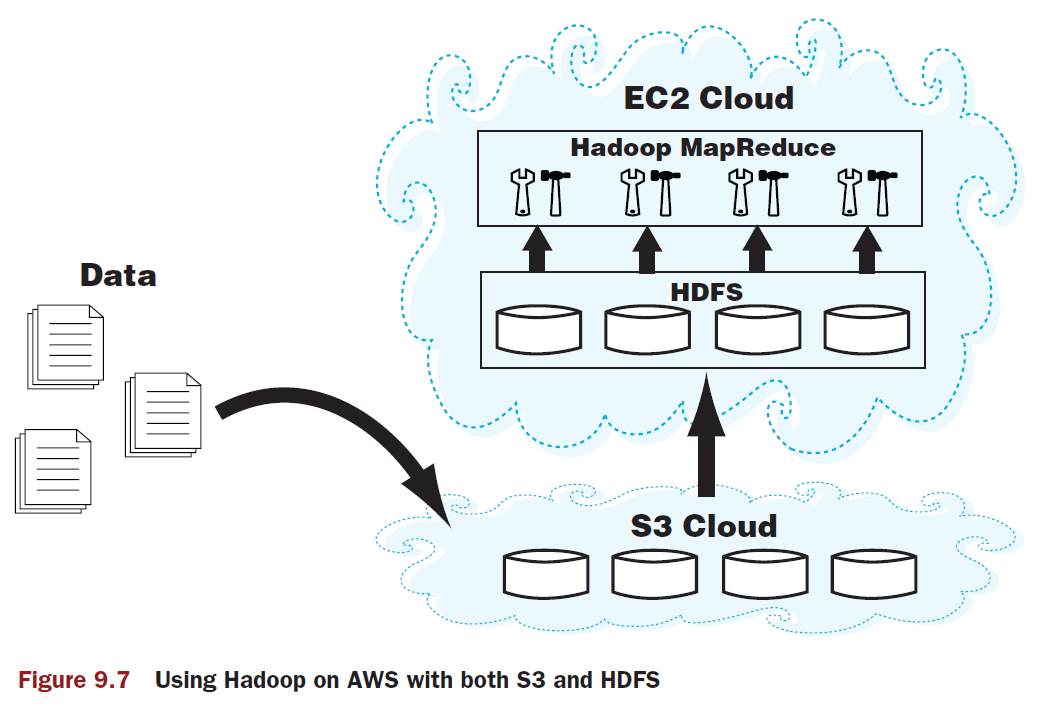 EC2 Cloud
Hadoop MapReduce
Data
HDFS
S3 Cloud
Figure 9.7 Using Hadoop on AWS with both S3 and HDFS